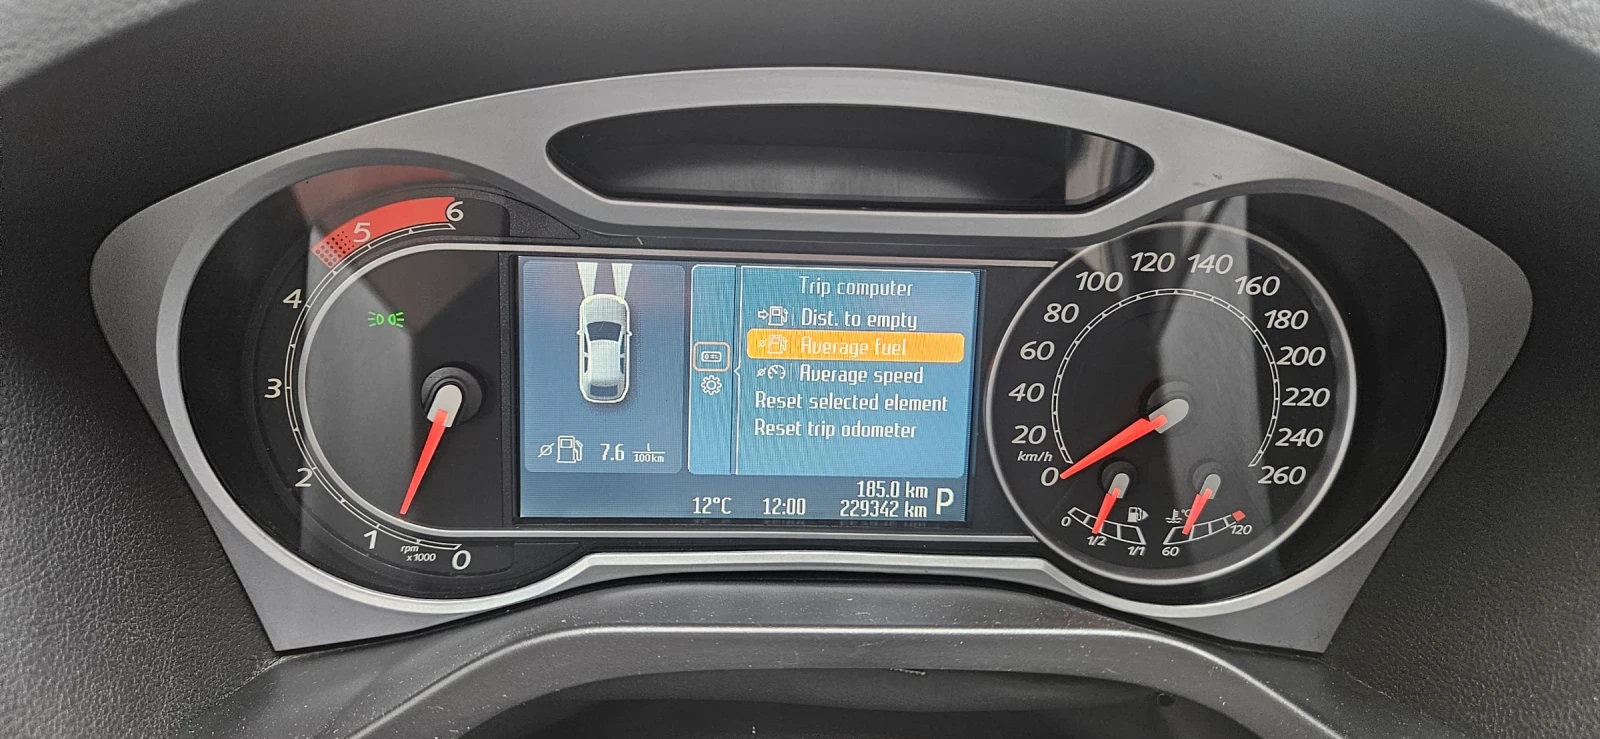 6
5
4
3
2
1
0
rpm
x1000
7.6 l/100km
Trip computer
Dist. to empty
Average fuel
Average speed
Reset selected element
Reset trip odometer
185.0 km
12°C 12:00 229342 km P
0
20
40
60
80
100
120
140
160
180
200
220
240
260
km/h
0
1/2
1/1
60
°C
120